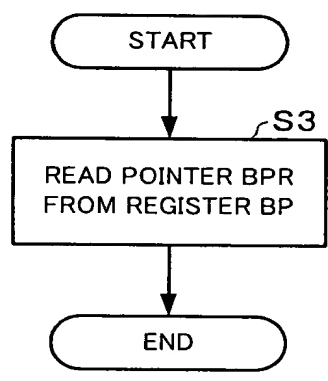 START
S3
READ POINTER BPR
FROM REGISTER BP
END